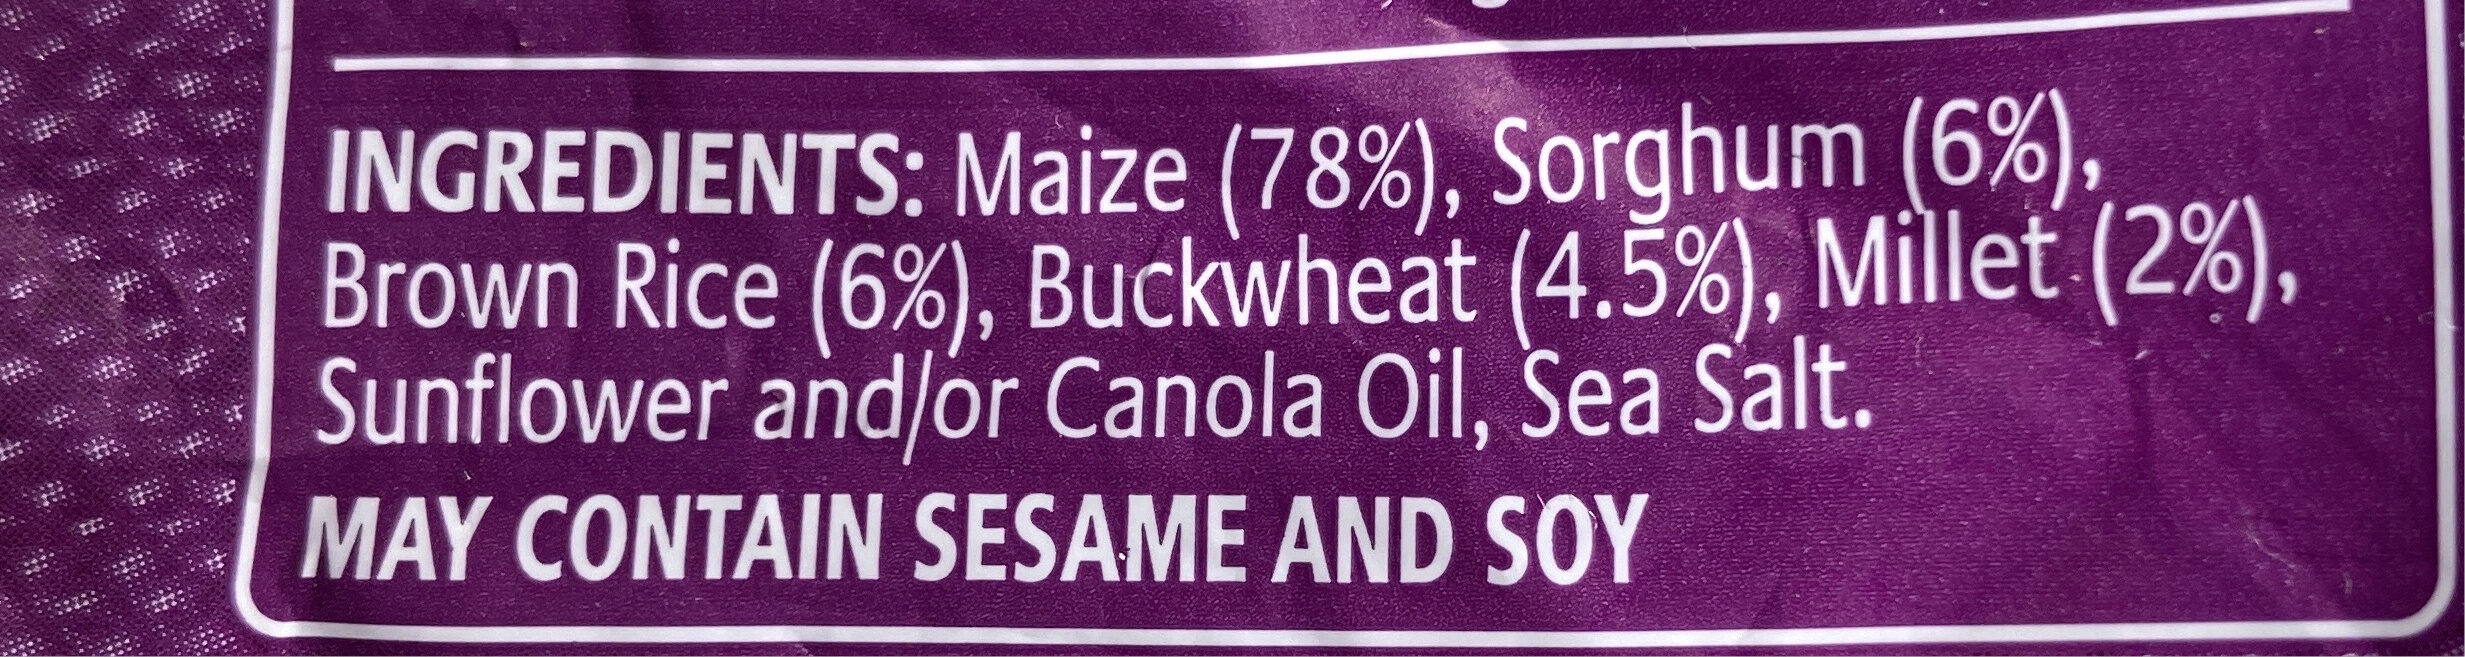 INGREDIENTS: Maize (78%), Sorghum (6%),
Brown Rice (6%), Buckwheat (4.5%), Millet (2%),
Sunflower and/or Canola Oil, Sea Salt.
MAY CONTAIN SESAME AND SOY